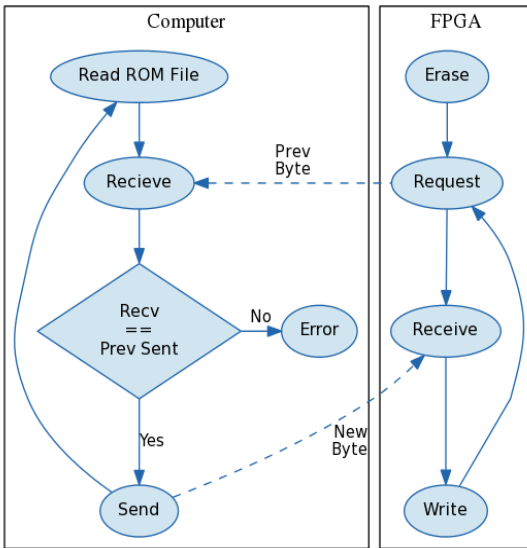 Computer
FPGA
Read ROM File
Erase
Prev
Byte
Recieve
Request
Recv
==
Prev Sent
No
Error
Receive
Yes
New
Byte
Send
Write